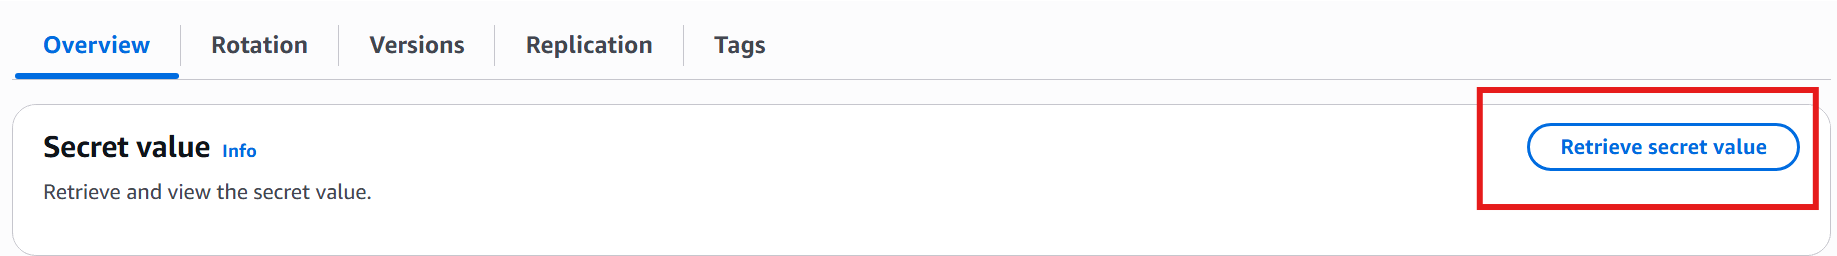 Overview Rotation Versions Replication Tags
Secret value Info
Retrieve secret value
Retrieve and view the secret value.